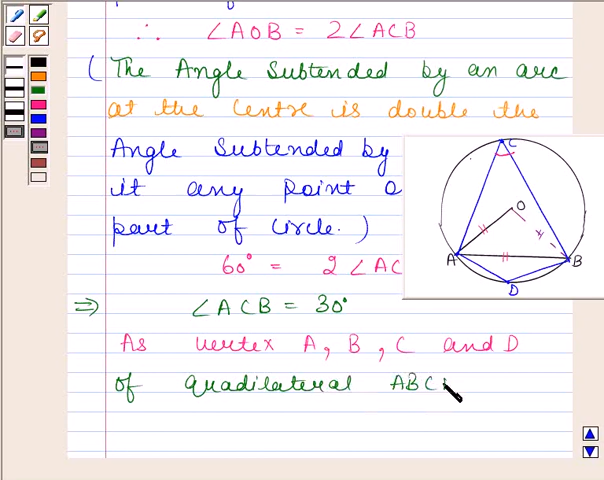 ∴ ∠AOB = 2∠ACB
( The Angle Subtended by an arc
at the Centre is double the
Angle Subtended by
it any point o
part of Circle. )
60° = 2 ∠AC
⇒ ∠ACB = 30°
As vertex A, B, C and D
of quadilateral ABC
C
O
A
B
D